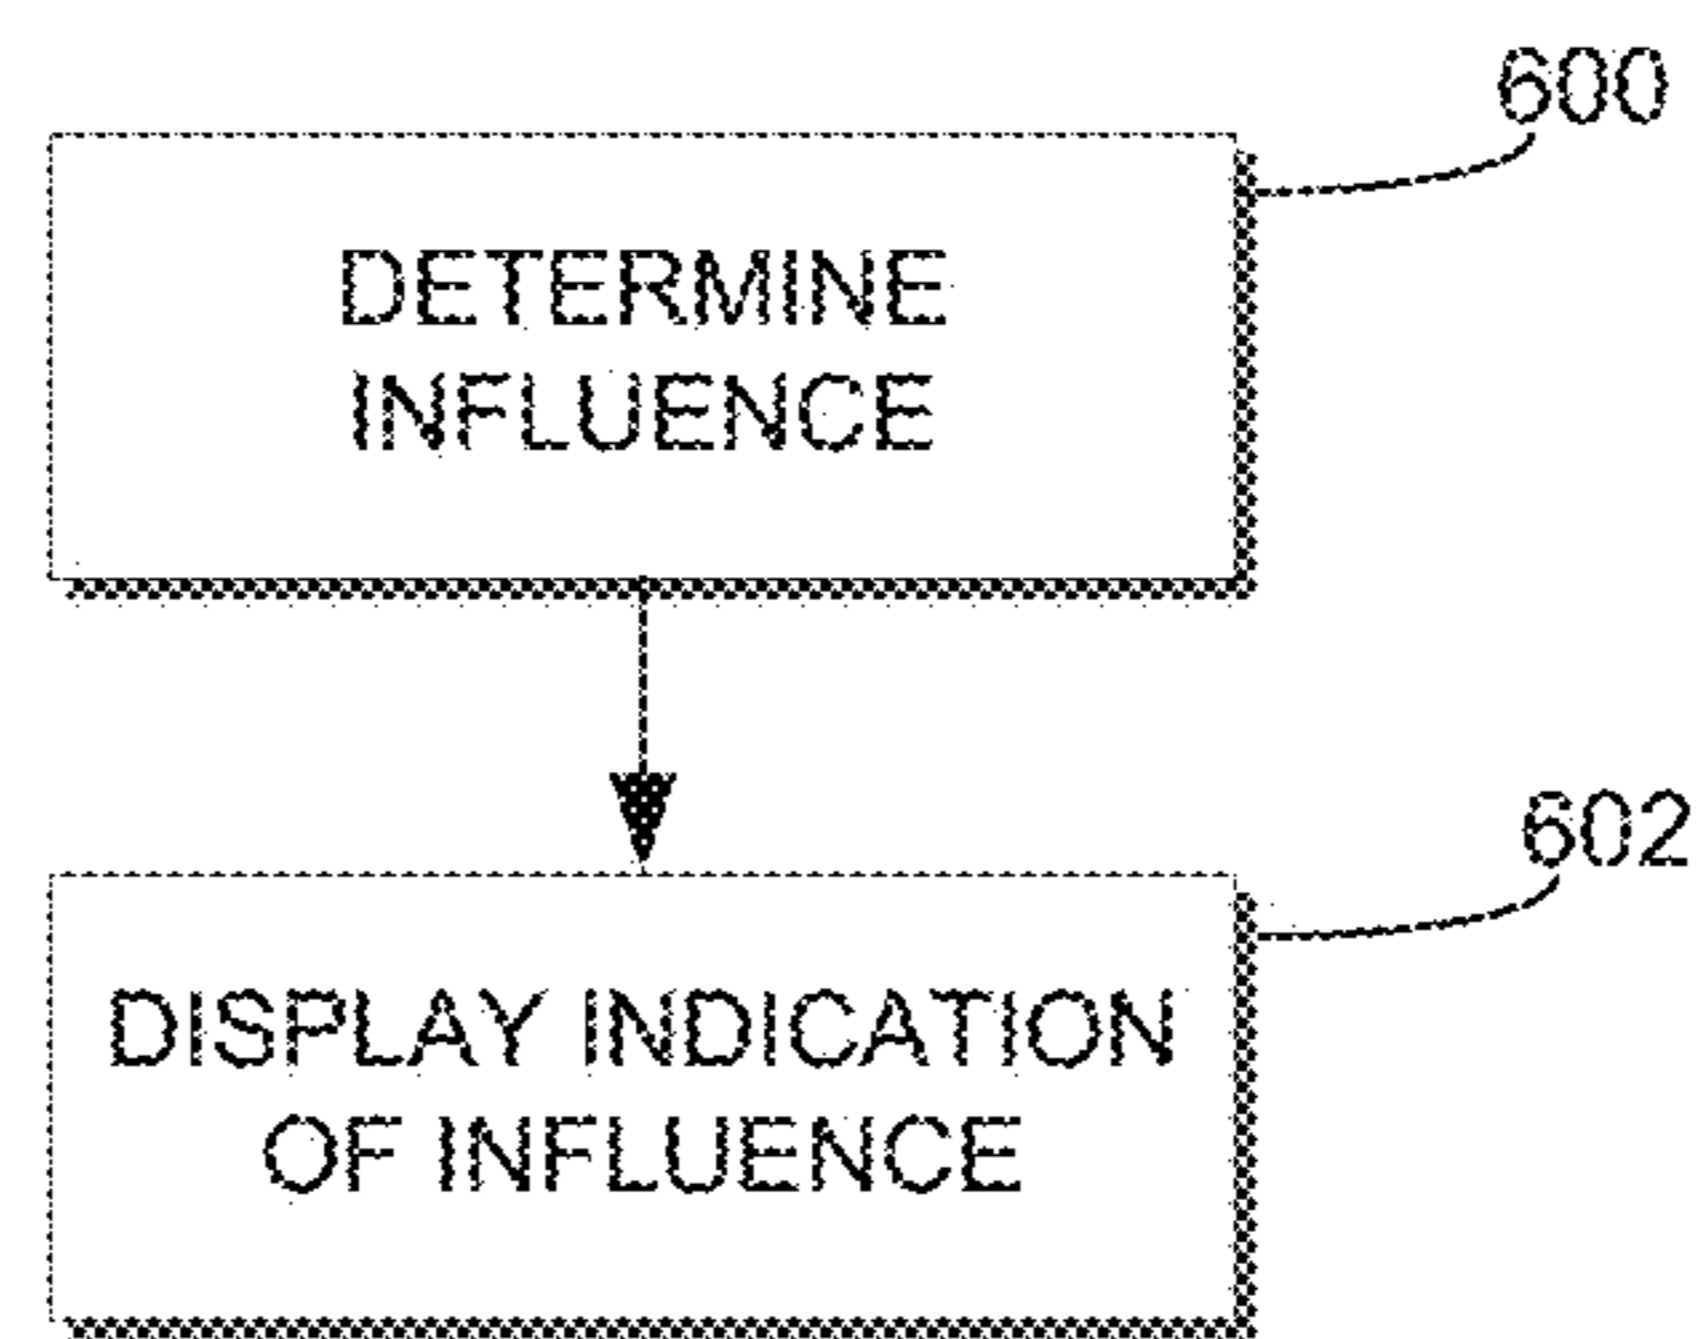 600
DETERMINE
INFLUENCE
602
DISPLAY INDICATION
OF INFLUENCE